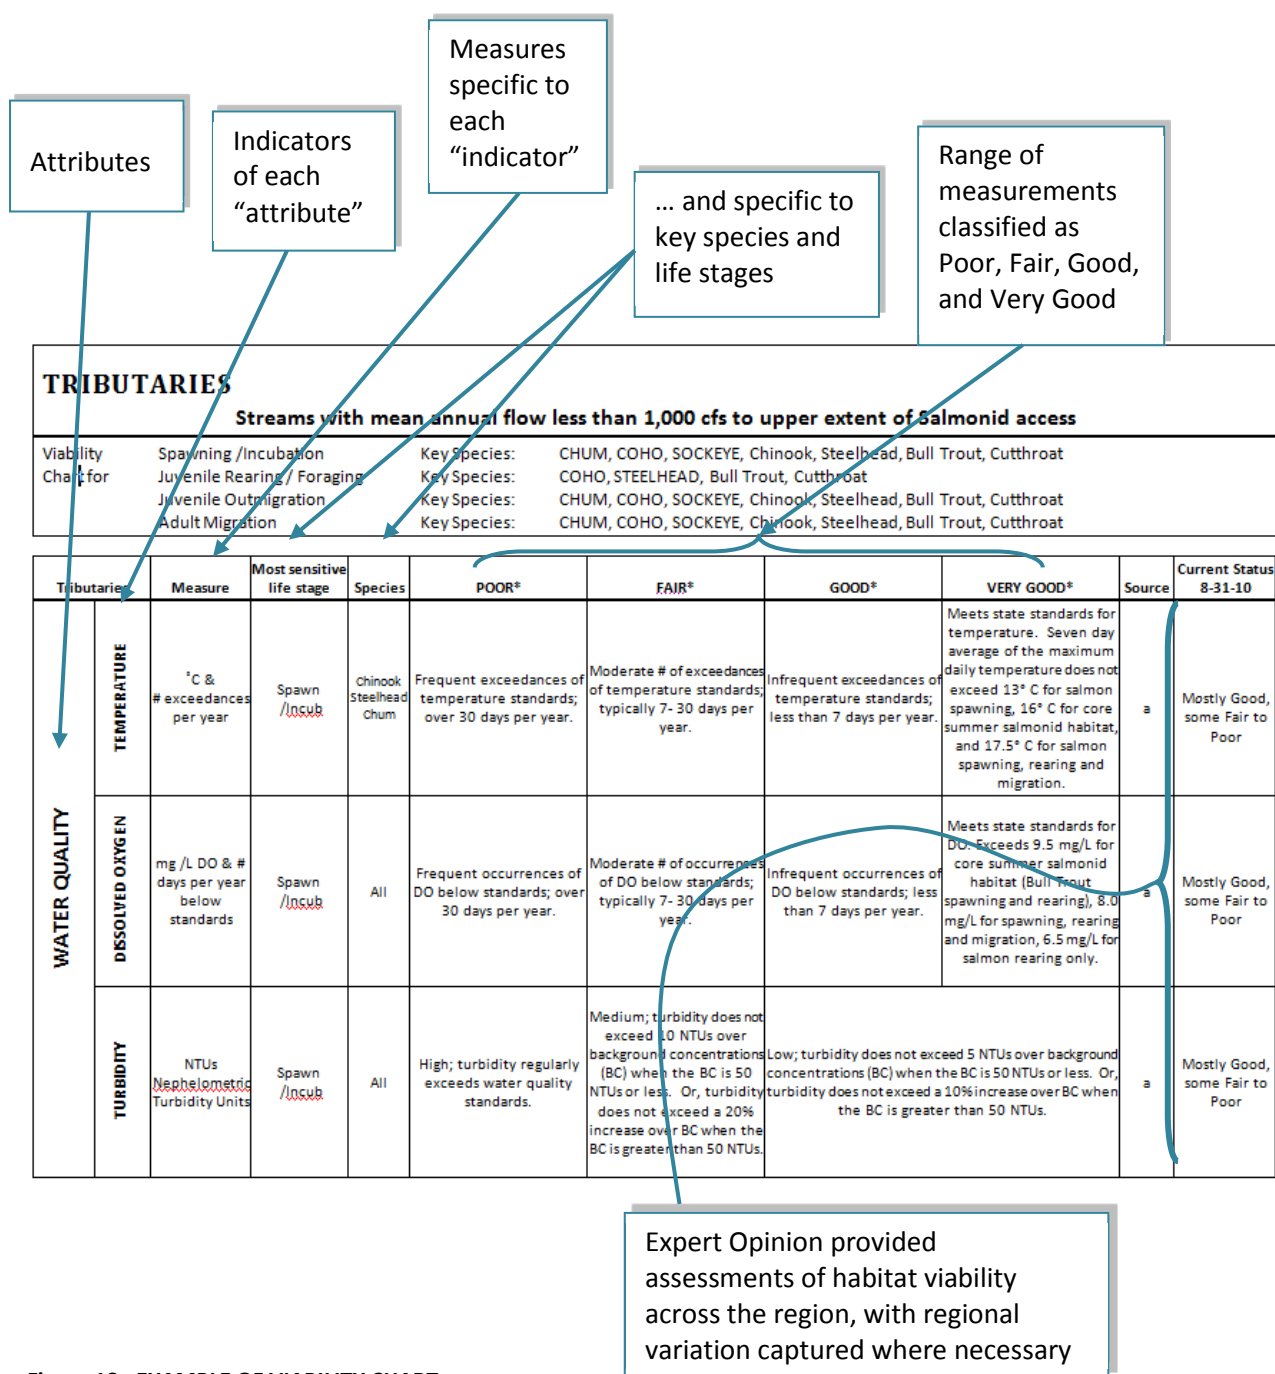 Measures
specific to
each
“indicator”
Attributes
Indicators
of each
“attribute”
… and specific to
key species and
life stages
Range of
measurements
classified as
Poor, Fair, Good,
and Very Good
TRIBUTARIES
Streams with mean annual flow less than 1,000 cfs to upper extent of Salmonid access
Viability Spawning /Incubation Key Species: CHUM, COHO, SOCKEYE, Chinook, Steelhead, Bull Trout, Cutthroat
Chart for Juvenile Rearing / Foraging Key Species: COHO, STEELHEAD, Bull Trout, Cutthroat
Juvenile Outmigration Key Species: CHUM, COHO, SOCKEYE, Chinook, Steelhead, Bull Trout, Cutthroat
Adult Migration Key Species: CHUM, COHO, SOCKEYE, Chinook, Steelhead, Bull Trout, Cutthroat
Tributaries
Measure
Most sensitive
life stage
Species
POOR*
FAIR*
GOOD*
VERY GOOD*
Source
Current Status
8-31-10
WATER QUALITY
TEMPERATURE
°C &
# exceedances
per year
Spawn
/Incub
Chinook
Steelhead
Chum
Frequent exceedances of
temperature standards;
over 30 days per year.
Moderate # of exceedances
of temperature standards;
typically 7- 30 days per
year.
Infrequent exceedances of
temperature standards;
less than 7 days per year.
Meets state standards for
temperature. Seven day
average of the maximum
daily temperature does not
exceed 13° C for salmon
spawning, 16° C for core
summer salmonid habitat,
and 17.5° C for salmon
spawning, rearing and
migration.
a
Mostly Good,
some Fair to
Poor
DISSOLVED OXYGEN
mg /L DO & #
days per year
below
standards
Spawn
/Incub
All
Frequent occurrences of
DO below standards; over
30 days per year.
Moderate # of occurrences
of DO below standards;
typically 7- 30 days per
year.
Infrequent occurrences of
DO below standards; less
than 7 days per year.
Meets state standards for
DO. Exceeds 9.5 mg/L for
core summer salmonid
habitat (Bull Trout
spawning and rearing), 8.0
mg/L for spawning, rearing
and migration, 6.5 mg/L for
salmon rearing only.
a
Mostly Good,
some Fair to
Poor
TURBIDITY
NTUs
Nephelometric
Turbidity Units
Spawn
/Incub
All
High; turbidity regularly
exceeds water quality
standards.
Medium; turbidity does not
exceed 10 NTUs over
background concentrations
(BC) when the BC is 50
NTUs or less. Or, turbidity
does not exceed a 20%
increase over BC when the
BC is greater than 50 NTUs.
Low; turbidity does not exceed 5 NTUs over background
concentrations (BC) when the BC is 50 NTUs or less. Or,
turbidity does not exceed a 10% increase over BC when
the BC is greater than 50 NTUs.
a
Mostly Good,
some Fair to
Poor
Expert Opinion provided
assessments of habitat viability
across the region, with regional
variation captured where necessary